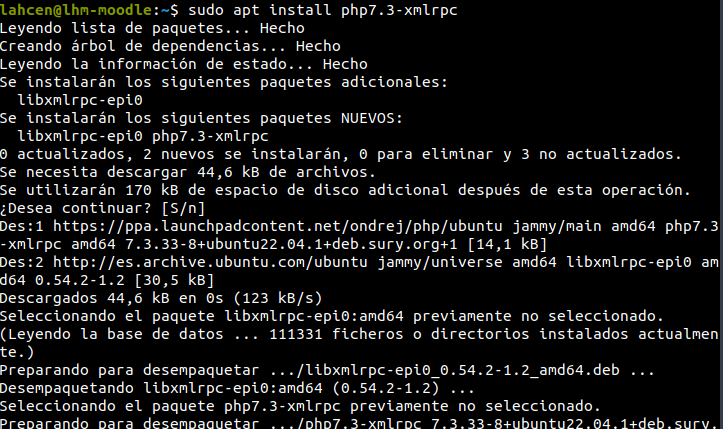 lahcen@lhm-moodle:~$ sudo apt install php7.3-xmlrpc
Leyendo lista de paquetes... Hecho
Creando árbol de dependencias... Hecho
Leyendo la información de estado... Hecho
Se instalarán los siguientes paquetes adicionales:
  libxmlrpc-epi0
Se instalarán los siguientes paquetes NUEVOS:
  libxmlrpc-epi0 php7.3-xmlrpc
0 actualizados, 2 nuevos se instalarán, 0 para eliminar y 3 no actualizados.
Se necesita descargar 44,6 kB de archivos.
Se utilizarán 170 kB de espacio de disco adicional después de esta operación.
¿Desea continuar? [S/n]
Des:1 https://ppa.launchpadcontent.net/ondrej/php/ubuntu jammy/main amd64 php7.3
-xmlrpc amd64 7.3.33-8+ubuntu22.04.1+deb.sury.org+1 [14,1 kB]
Des:2 http://es.archive.ubuntu.com/ubuntu jammy/universe amd64 libxmlrpc-epi0 am
d64 0.54.2-1.2 [30,5 kB]
Descargados 44,6 kB en 0s (123 kB/s)
Seleccionando el paquete libxmlrpc-epi0:amd64 previamente no seleccionado.
(Leyendo la base de datos ... 111331 ficheros o directorios instalados actualmen
te.)
Preparando para desempaquetar .../libxmlrpc-epi0_0.54.2-1.2_amd64.deb ...
Desempaquetando libxmlrpc-epi0:amd64 (0.54.2-1.2) ...
Seleccionando el paquete php7.3-xmlrpc previamente no seleccionado.
Preparando para desempaquetar .../php7.3-xmlrpc_7.3.33-8+ubuntu22.04.1+deb.sury.